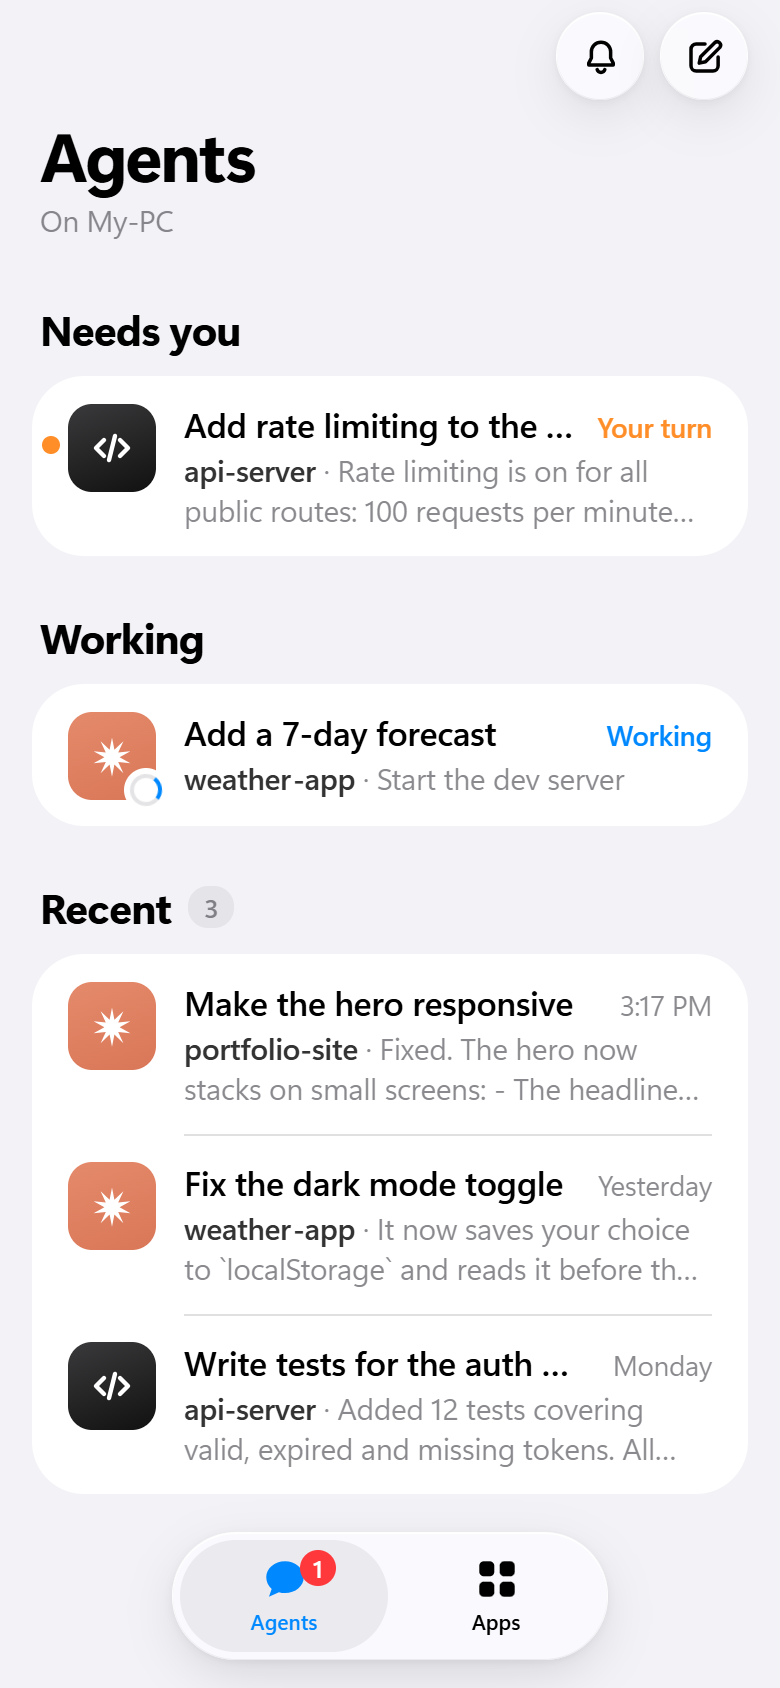 Agents
On My-PC
Needs you
Add rate limiting to the ... Your turn
api-server · Rate limiting is on for all
public routes: 100 requests per minute...
Working
Add a 7-day forecast Working
weather-app · Start the dev server
Recent 3
Make the hero responsive 3:17 PM
portfolio-site · Fixed. The hero now
stacks on small screens: - The headline...
Fix the dark mode toggle Yesterday
weather-app · It now saves your choice
to `localStorage` and reads it before th...
Write tests for the auth ... Monday
api-server · Added 12 tests covering
valid, expired and missing tokens. All...
1
Agents Apps